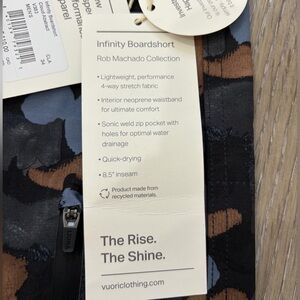 Infinity Boardshort
Rob Machado Collection
• Lightweight, performance
4-way stretch fabric
• Interior neoprene waistband
for ultimate comfort
• Sonic weld zip pocket with
holes for optimal water
drainage
• Quick-drying
• 8.5" inseam
Product made from
recycled materials.
The Rise.
The Shine.
vuoriclothing.com